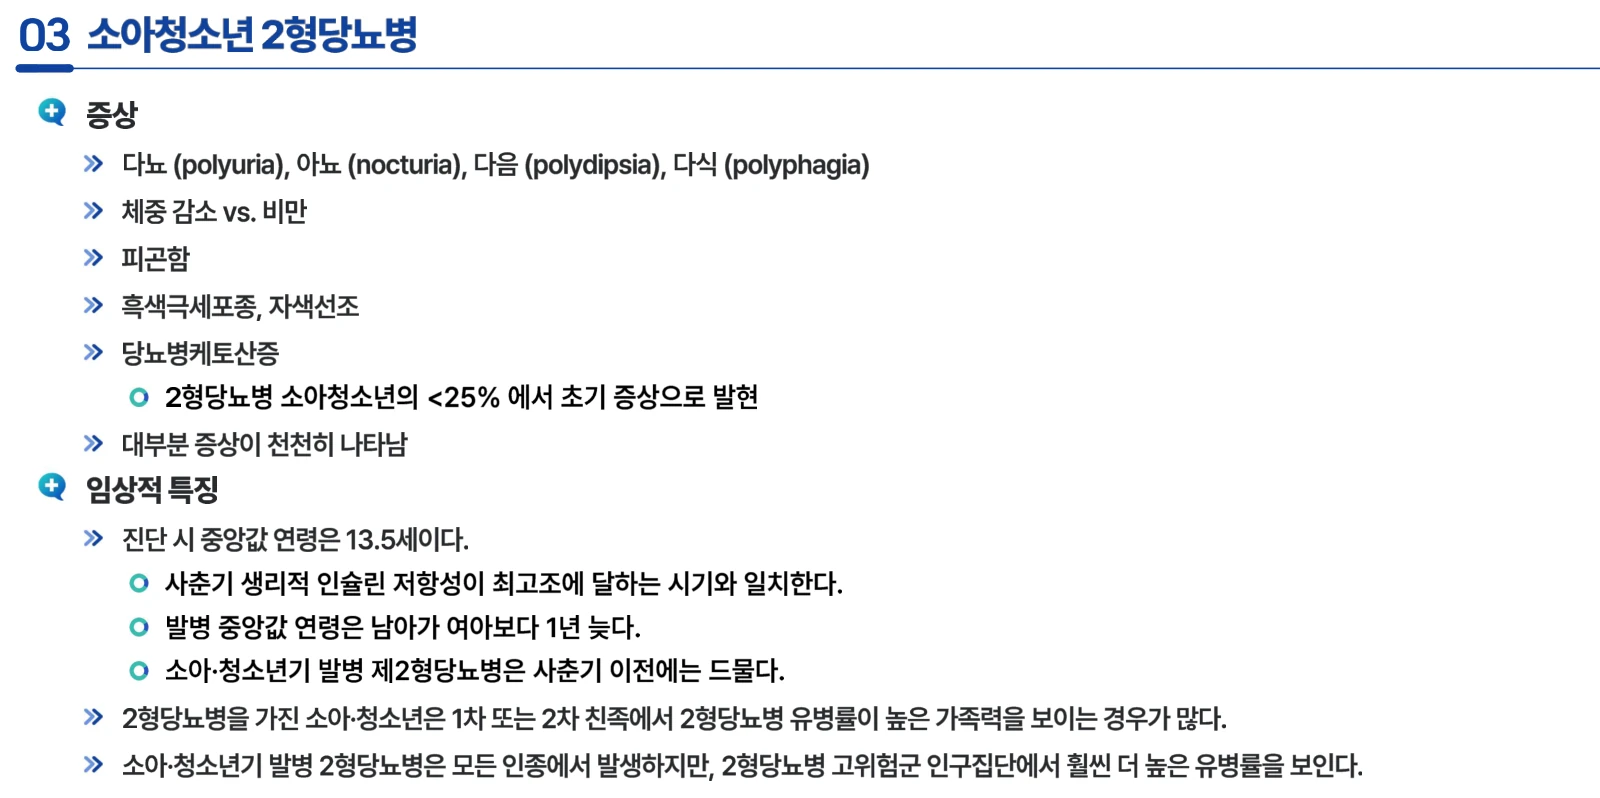 03 소아청소년 2형당뇨병
증상
다뇨 (polyuria), 야뇨 (nocturia), 다음 (polydipsia), 다식 (polyphagia)
체중 감소 vs. 비만
피곤함
흑색극세포종, 자색선조
당뇨병케토산증
2형당뇨병 소아청소년의 <25% 에서 초기 증상으로 발현
대부분 증상이 천천히 나타남
임상적 특징
진단 시 중앙값 연령은 13.5세이다.
사춘기 생리적 인슐린 저항성이 최고조에 달하는 시기와 일치한다.
발병 중앙값 연령은 남아가 여아보다 1년 늦다.
소아·청소년기 발병 제2형당뇨병은 사춘기 이전에는 드물다.
2형당뇨병을 가진 소아·청소년은 1차 또는 2차 친족에서 2형당뇨병 유병률이 높은 가족력을 보이는 경우가 많다.
소아·청소년기 발병 2형당뇨병은 모든 인종에서 발생하지만, 2형당뇨병 고위험군 인구집단에서 훨씬 더 높은 유병률을 보인다.